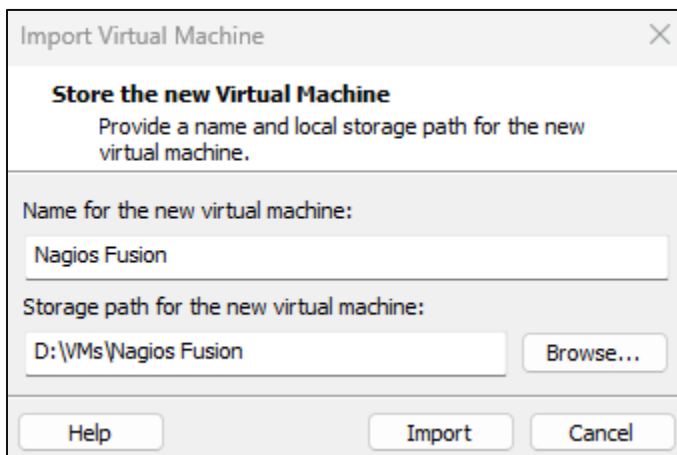 Import Virtual Machine
Store the new Virtual Machine
Provide a name and local storage path for the new
virtual machine.
Name for the new virtual machine:
Nagios Fusion
Storage path for the new virtual machine:
D:\VMs\Nagios Fusion
Browse...
Help
Import
Cancel